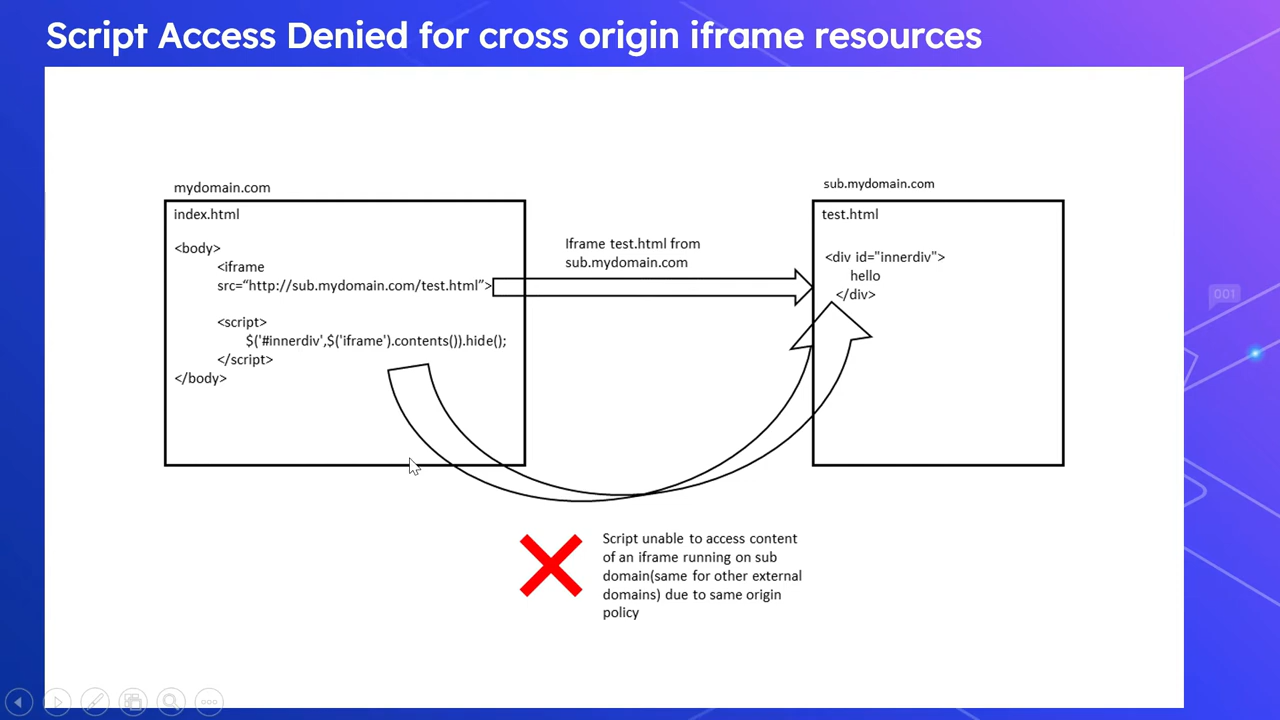 Script Access Denied for cross origin iframe resources
mydomain.com
index.html
<body>
<iframe
src=“http://sub.mydomain.com/test.html”>
<script>
$('#innerdiv',$('iframe').contents()).hide();
</script>
</body>
Iframe test.html from
sub.mydomain.com
sub.mydomain.com
test.html
<div id="innerdiv">
hello
</div>
Script unable to access content
of an iframe running on sub
domain(same for other external
domains) due to same origin
policy
001